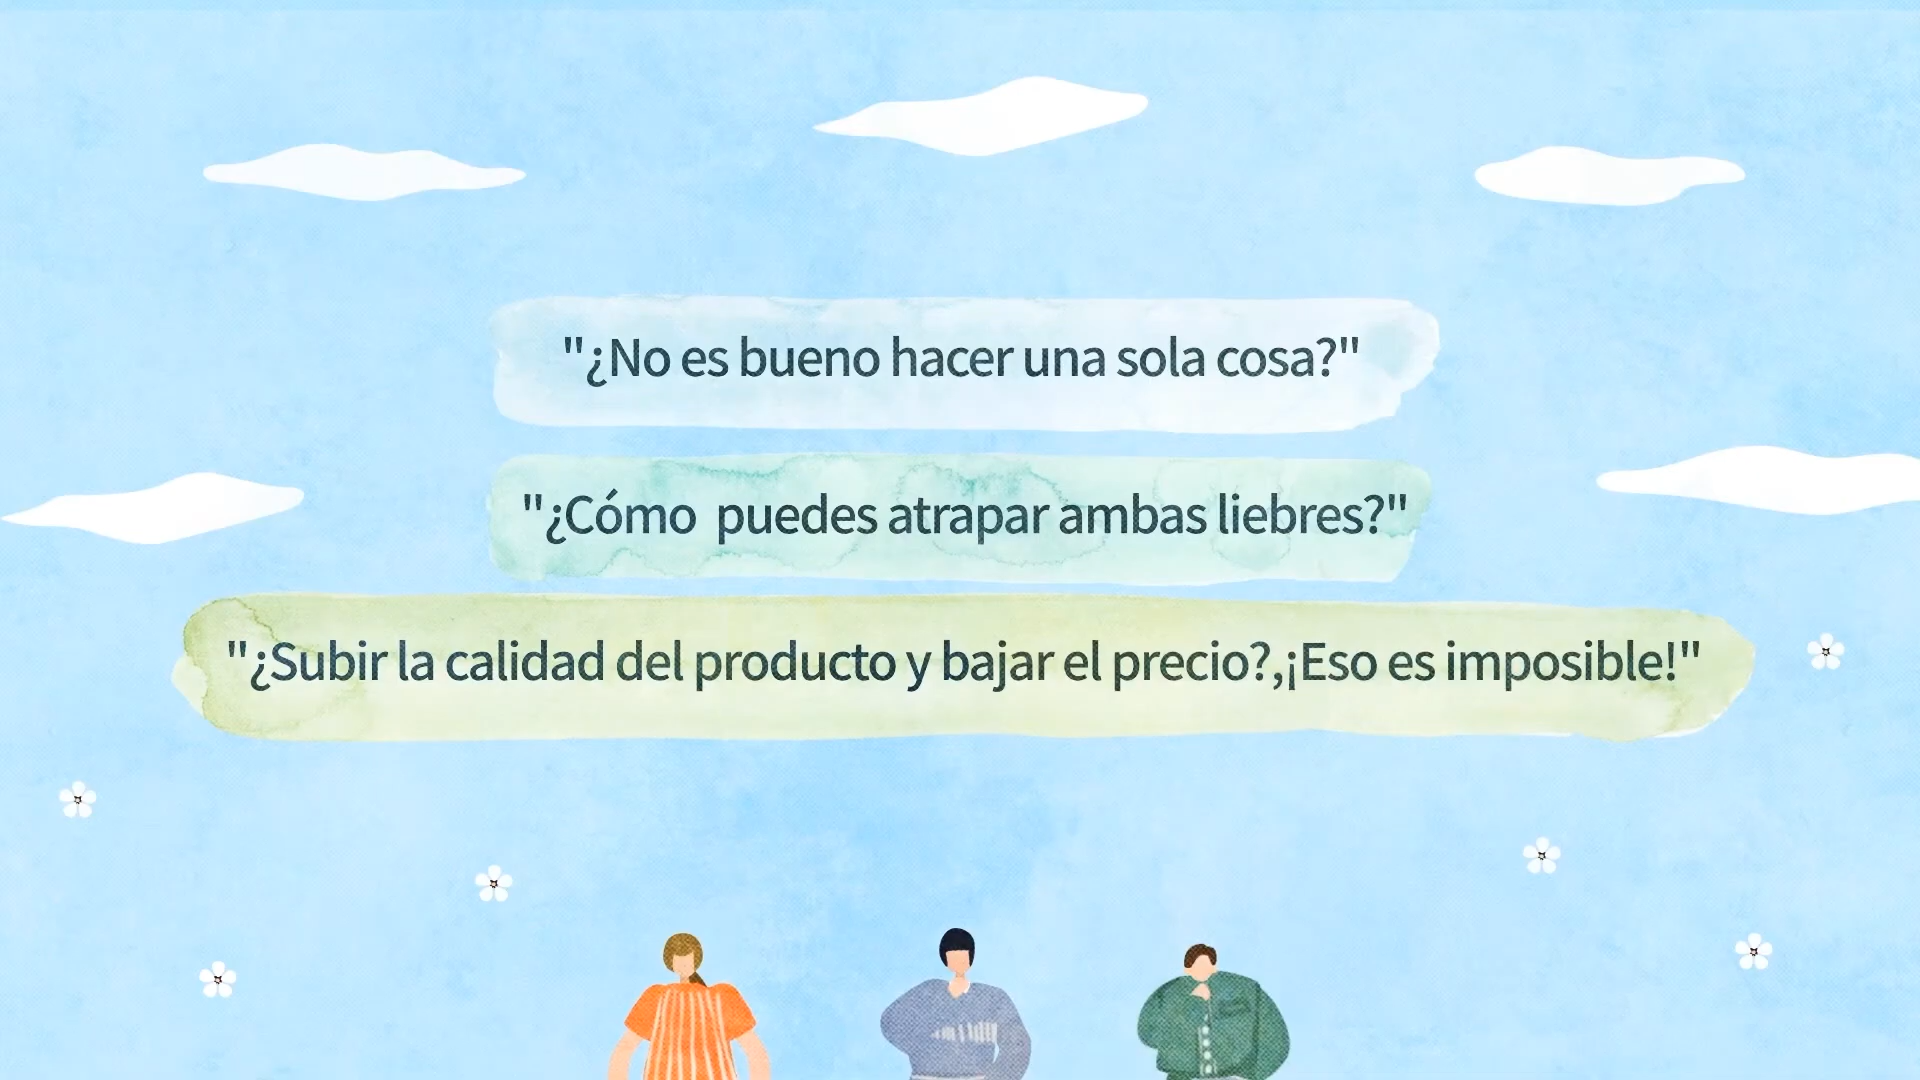 "¿No es bueno hacer una sola cosa?"
"¿Cómo  puedes atrapar ambas liebres?"
"¿Subir la calidad del producto y bajar el precio?,¡Eso es imposible!"